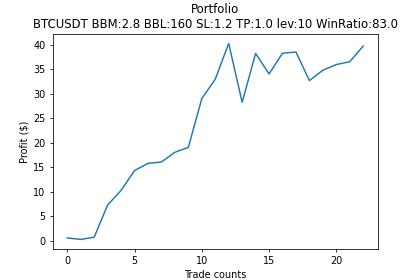 Portfolio
BTCUSDT BBM:2.8 BBL:160 SL:1.2 TP:1.0 lev:10 WinRatio:83.0
40
35
30
25
20
15
10
5
0
Profit ($)
0 5 10 15 20
Trade counts